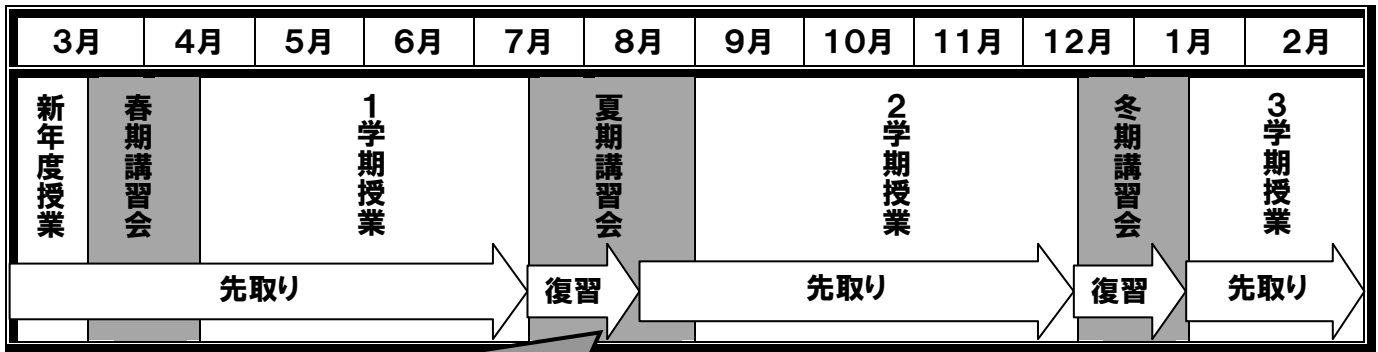 3月 4月 5月 6月 7月 8月 9月 10月 11月 12月 1月 2月
新年度授業
春期講習会
1学期授業
夏期講習会
2学期授業
冬期講習会
3学期授業
先取り 復習 先取り 復習 先取り